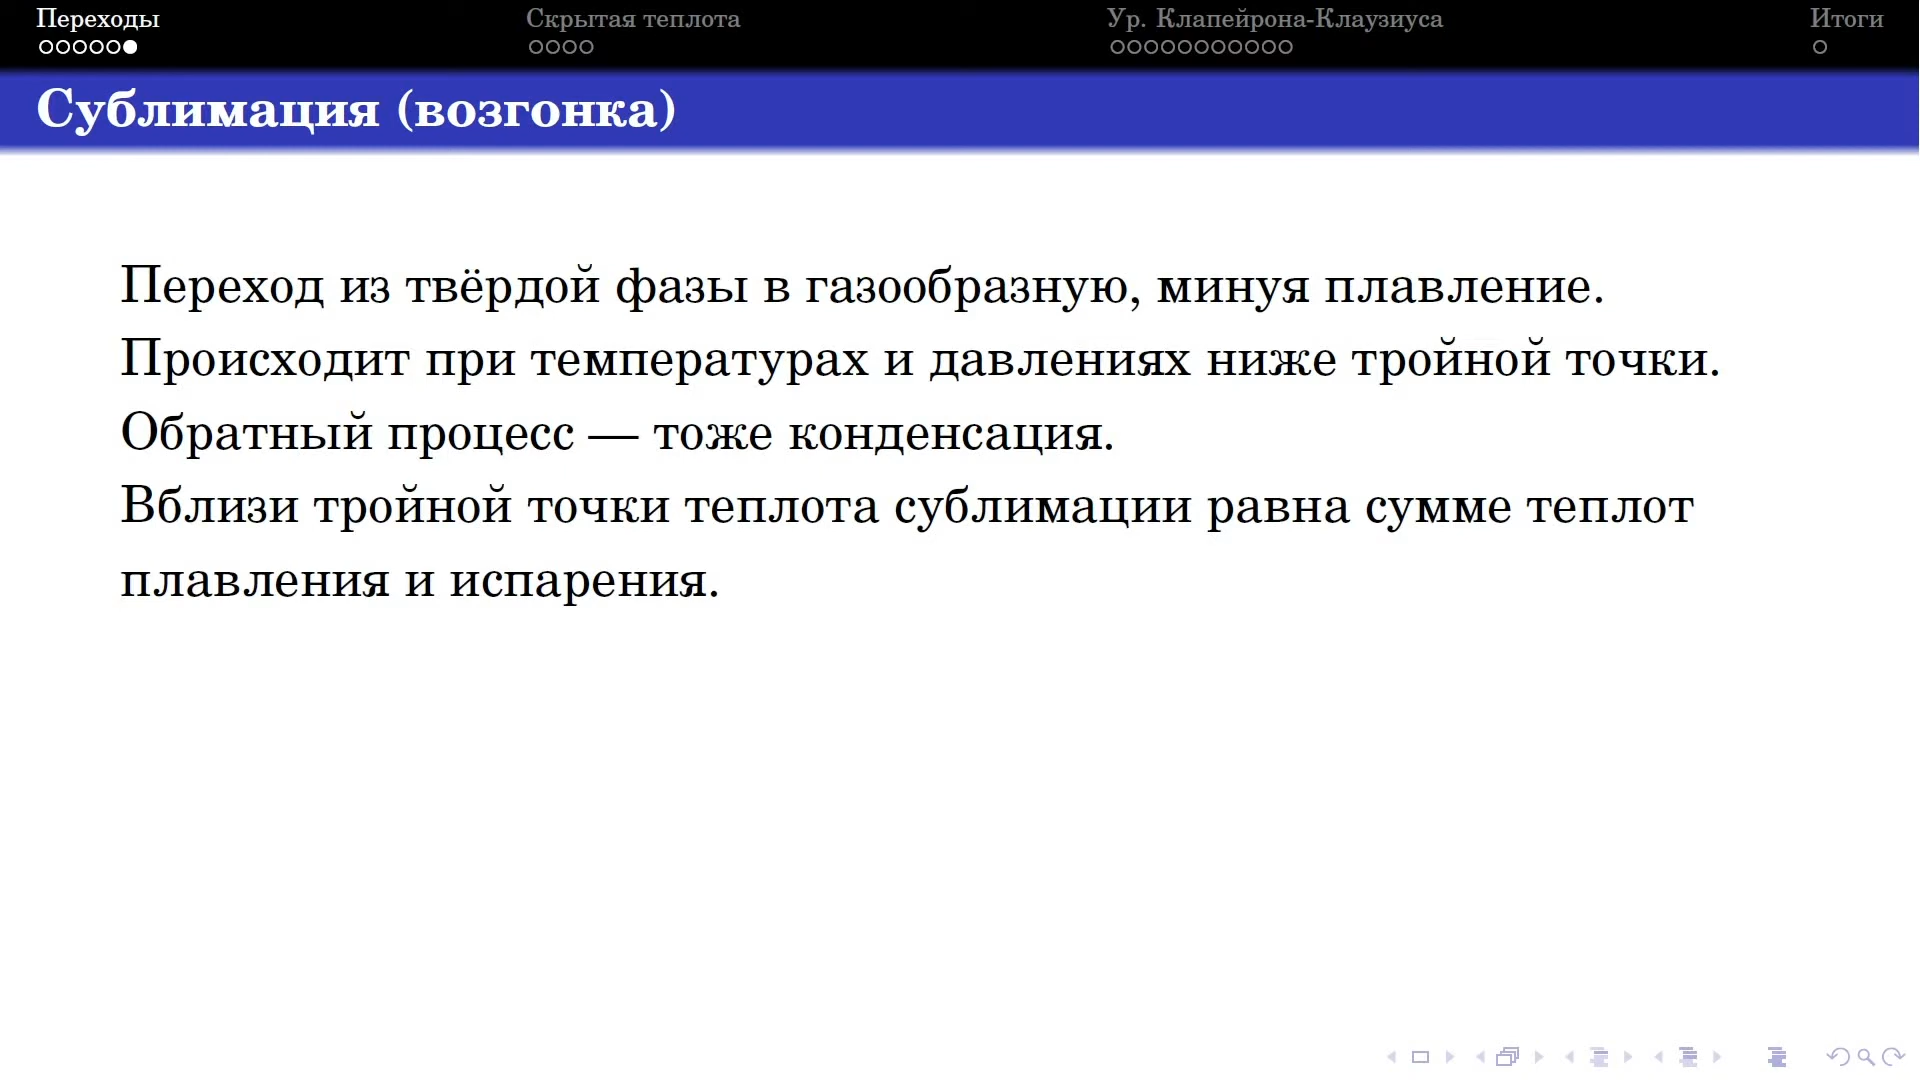 Переходы
Скрытая теплота
Ур. Клапейрона-Клаузиуса
Итоги
Сублимация (возгонка)
Переход из твёрдой фазы в газообразную, минуя плавление.
Происходит при температурах и давлениях ниже тройной точки.
Обратный процесс — тоже конденсация.
Вблизи тройной точки теплота сублимации равна сумме теплот
плавления и испарения.